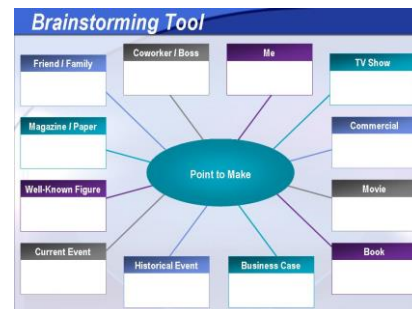 Brainstorming Tool
Coworker / Boss
Me
Friend / Family
TV Show
Magazine / Paper
Commercial
Point to Make
Well-Known Figure
Movie
Current Event
Book
Historical Event
Business Case